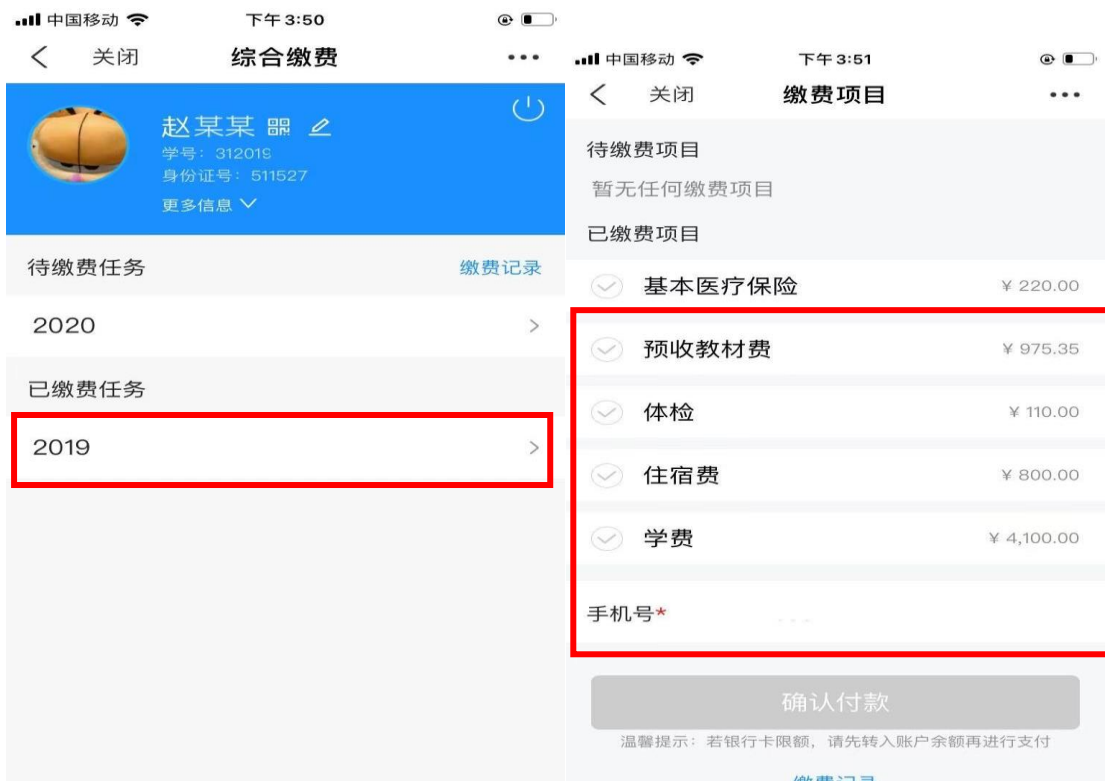 中国移动
下午3:50
关闭
综合缴费
赵某某
学号：312019
身份证号：511527
更多信息
待缴费任务
缴费记录
2020
已缴费任务
2019
中国移动
下午3:51
关闭
缴费项目
待缴费项目
暂无任何缴费项目
已缴费项目
基本医疗保险
¥ 220.00
预收教材费
¥ 975.35
体检
¥ 110.00
住宿费
¥ 800.00
学费
¥ 4,100.00
手机号*
确认付款
温馨提示：若银行卡限额，请先转入账户余额再进行支付
缴费记录